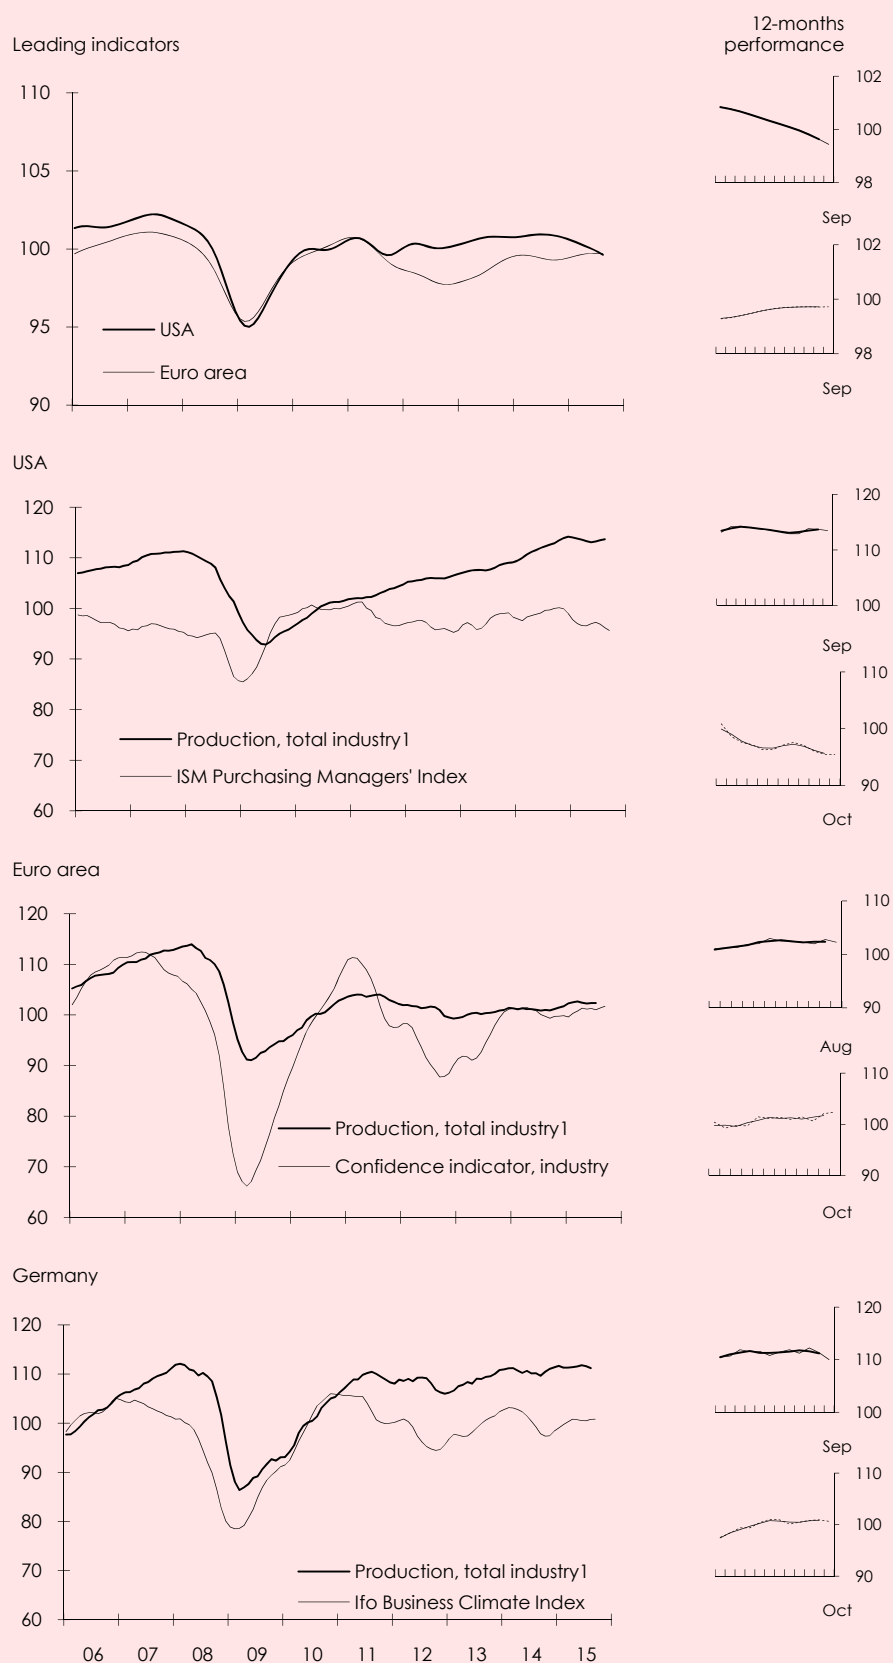 12-months
performance
Leading indicators
102
110
100
105
98
Sep
100
102
100
95
USA
98
Euro area
Sep
90
USA
120
120
110
110
100
100
Sep
90
110
80
100
Production, total industry1
70
ISM Purchasing Managers' Index
90
60
Oct
Euro area
110
120
100
110
90
100
Aug
90
110
80
Production, total industry1
100
70
Confidence indicator, industry
90
60
Oct
Germany
120
120
110
110
100
100
Sep
90
110
80
100
70
Production, total industry1
90
Ifo Business Climate Index
Oct
60
06 07 08 09 10 11 12 13 14 15